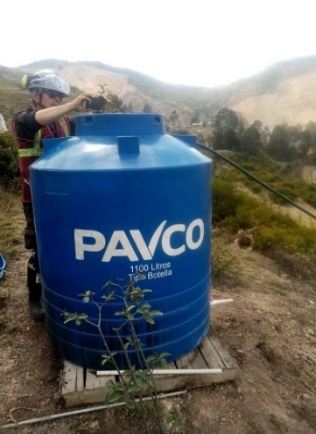 PAVCO
1100 Litros
Tipo Botella